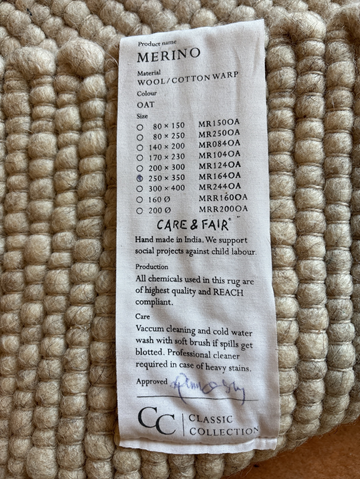 Product name
MERINO
Material
WOOL/COTTON WARP
Colour
OAT
Size
80 × 150 MR150OA
80 × 250 MR250OA
140 × 200 MR084OA
170 × 230 MR104OA
200 × 300 MR124OA
250 × 350 MR164OA
300 × 400 MR244OA
160 Ø MRR160OA
200 Ø MRR200OA
CARE & FAIR
Hand made in India. We support
social projects against child labour
Production
All chemicals used in this rug are
of highest quality and REACH
compliant.
Care
Vaccum cleaning and cold water
wash with soft brush if spills get
blotted. Professional cleaner
required in case of heavy stains.
Approved
CC CLASSIC
COLLECTION